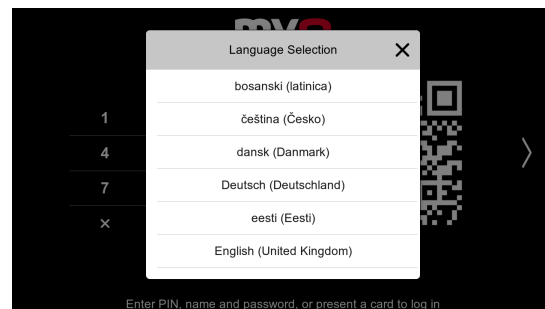 Language Selection
bosanski (latinica)
čeština (Česko)
dansk (Danmark)
Deutsch (Deutschland)
eesti (Eesti)
English (United Kingdom)
1
4
7
Enter PIN, name and password, or present a card to log in